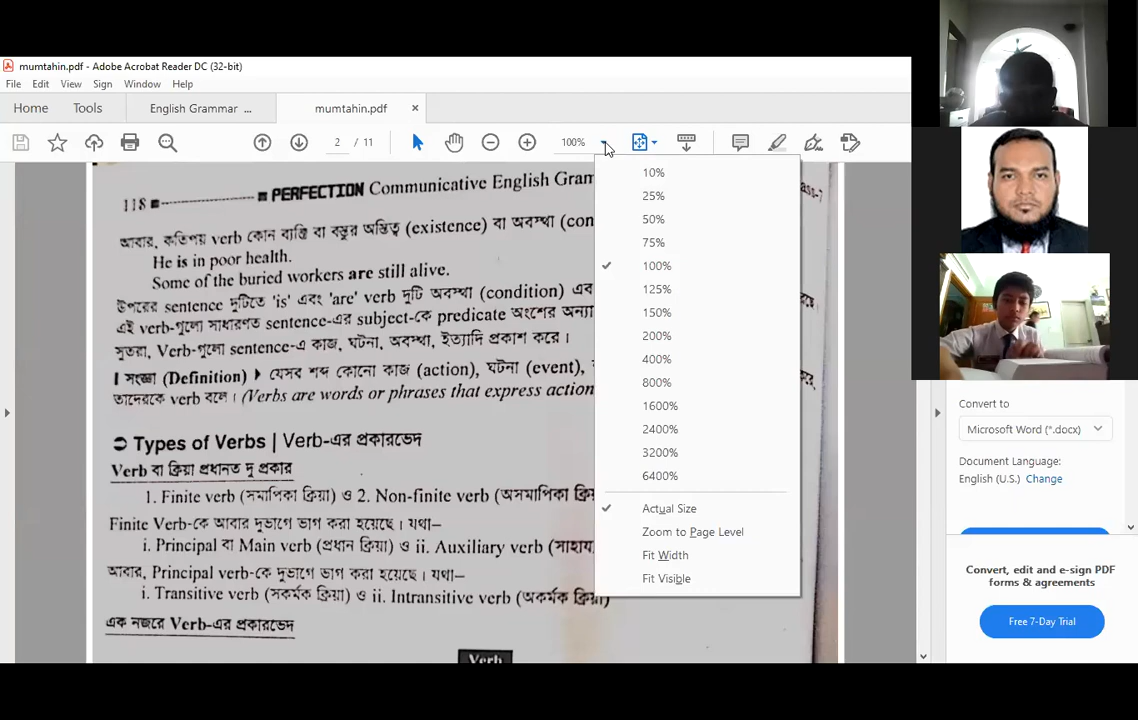 mumtahin.pdf - Adobe Acrobat Reader DC (32-bit)
File Edit View Sign Window Help
Home Tools English Grammar ... mumtahin.pdf ×
2 / 11 100%
118 PERFECTION Communicative English Gram
আবার, কতিপয় verb কোন ব্যক্তি বা বস্তুর অস্তিত্ব (existence) বা অবস্থা (con
He is in poor health.
Some of the buried workers are still alive.
উপরের sentence দুটিতে 'is' এবং 'are' verb দুটি অবস্থা (condition) এব
এই verb-গুলো সাধারণত sentence-এর subject-কে predicate অংশের অন্যা
সুতরা, Verb-গুলো sentence-এ কাজ, ঘটনা, অবস্থা, ইত্যাদি প্রকাশ করে।
সংজ্ঞা (Definition) যেসব শব্দ কোনো কাজ (action), ঘটনা (event),
তাদেরকে verb বলে। (Verbs are words or phrases that express action
Types of Verbs | Verb-এর প্রকারভেদ
Verb বা ক্রিয়া প্রধানত দু প্রকার
1. Finite verb (সমাপিকা ক্রিয়া) ও 2. Non-finite verb (অসমাপিকা ক্রি
Finite Verb-কে আবার দুভাগে ভাগ করা হয়েছে। যথা—
i. Principal বা Main verb (প্রধান ক্রিয়া) ও ii. Auxiliary verb (সাহায
আবার, Principal verb-কে দুভাগে ভাগ করা হয়েছে। যথা—
i. Transitive verb (সকর্মক ক্রিয়া) ও ii. Intransitive verb (অকর্মক ক্রিয়া)
এক নজরে Verb-এর প্রকারভেদ
Verb
10%
25%
50%
75%
100%
125%
150%
200%
400%
800%
1600%
2400%
3200%
6400%
Actual Size
Zoom to Page Level
Fit Width
Fit Visible
ass-7
Convert to
Microsoft Word (*.docx)
Document Language:
English (U.S.) Change
Convert, edit and e-sign PDF
forms & agreements
Free 7-Day Trial